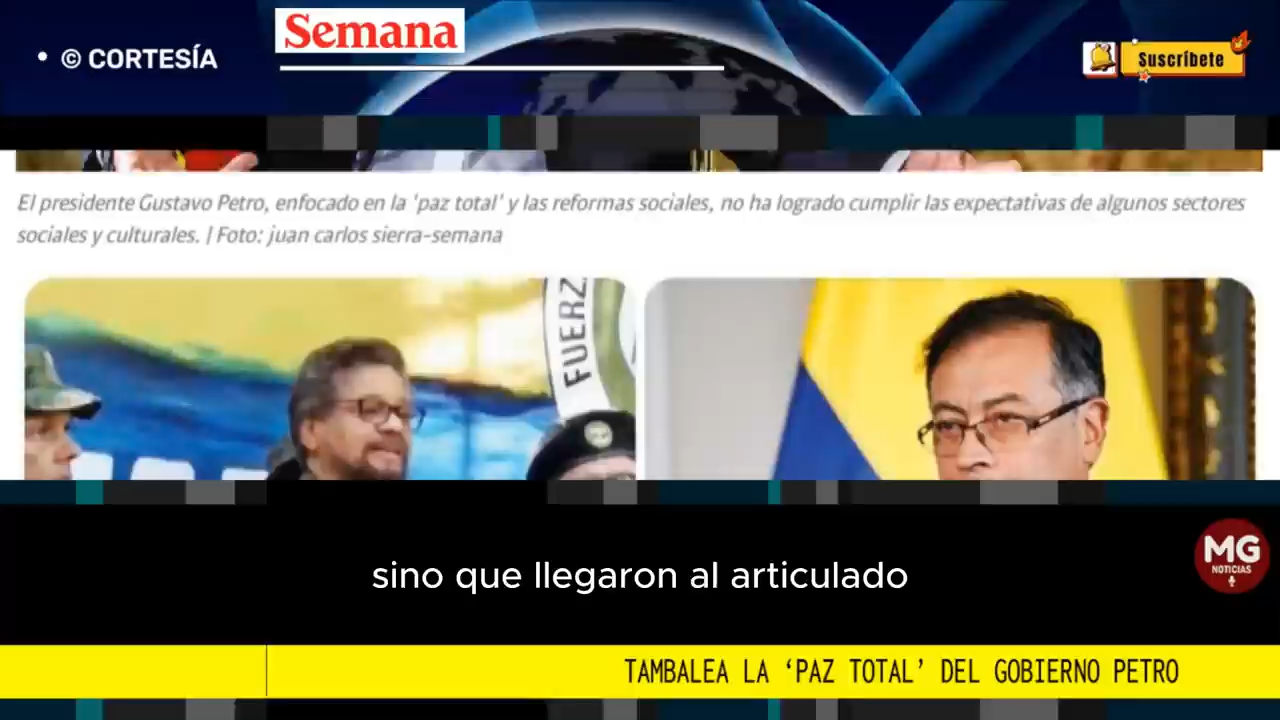 • © CORTESÍA
Semana
Suscríbete
El presidente Gustavo Petro, enfocado en la 'paz total' y las reformas sociales, no ha logrado cumplir las expectativas de algunos sectores
sociales y culturales. | Foto: juan carlos sierra-semana
FUERZ
sino que llegaron al articulado
MG
NOTICIAS
TAMBALEA LA ‘PAZ TOTAL’ DEL GOBIERNO PETRO